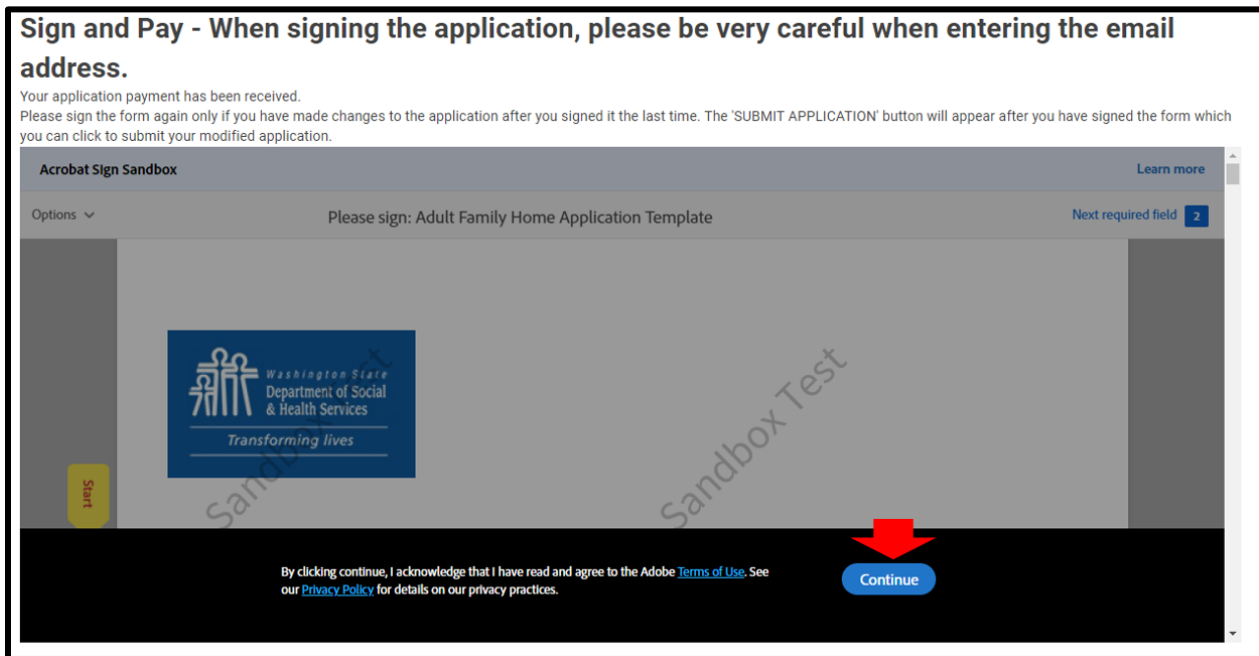 Sign and Pay - When signing the application, please be very careful when entering the email
address.
Your application payment has been received.
Please sign the form again only if you have made changes to the application after you signed it the last time. The 'SUBMIT APPLICATION' button will appear after you have signed the form which
you can click to submit your modified application.
Acrobat Sign Sandbox
Learn more
Options
Please sign: Adult Family Home Application Template
Next required field 2
Washington State
Department of Social
& Health Services
Transforming lives
Sandbox Test
Sandbox Test
Start
By clicking continue, I acknowledge that I have read and agree to the Adobe Terms of Use. See
our Privacy Policy for details on our privacy practices.
Continue